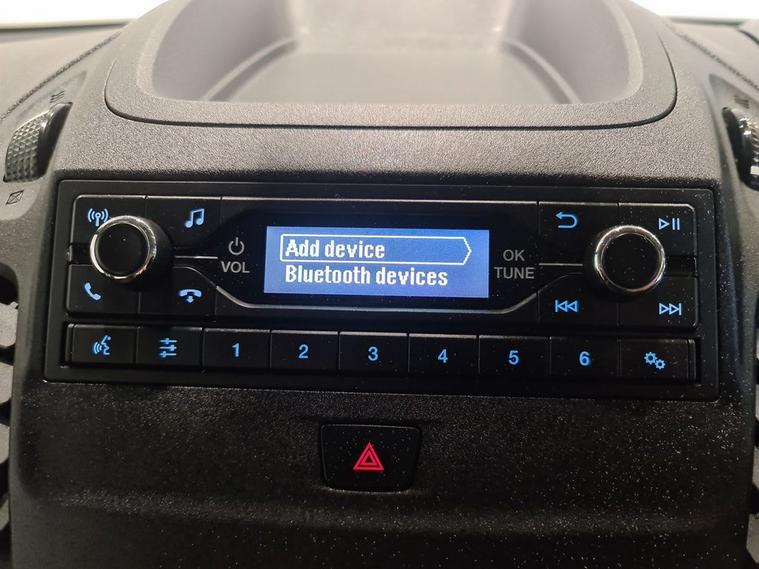 Add device
Bluetooth devices
VOL
OK
TUNE
1 2 3 4 5 6